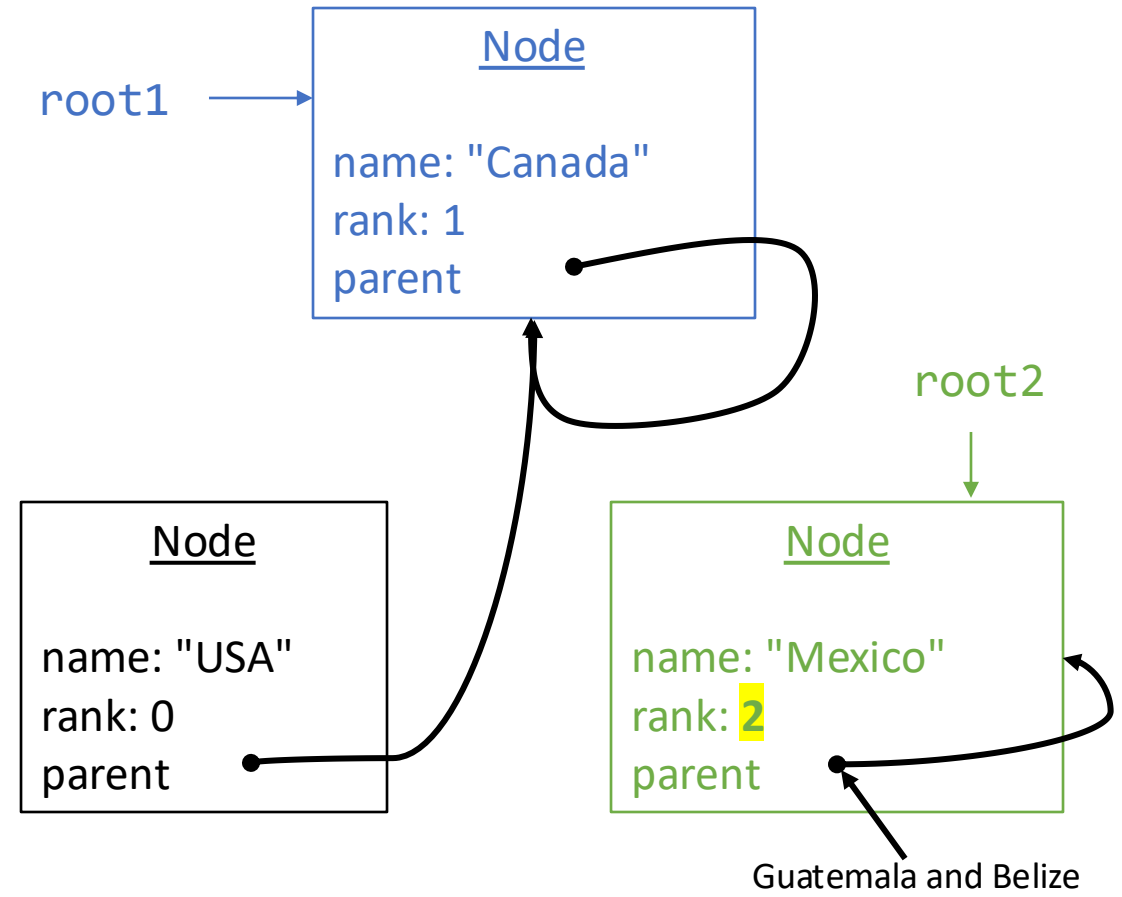 Node
root1
name: "Canada"
rank: 1
parent
root2
Node
name: "USA"
rank: 0
parent
Node
name: "Mexico"
rank: 2
parent
Guatemala and Belize